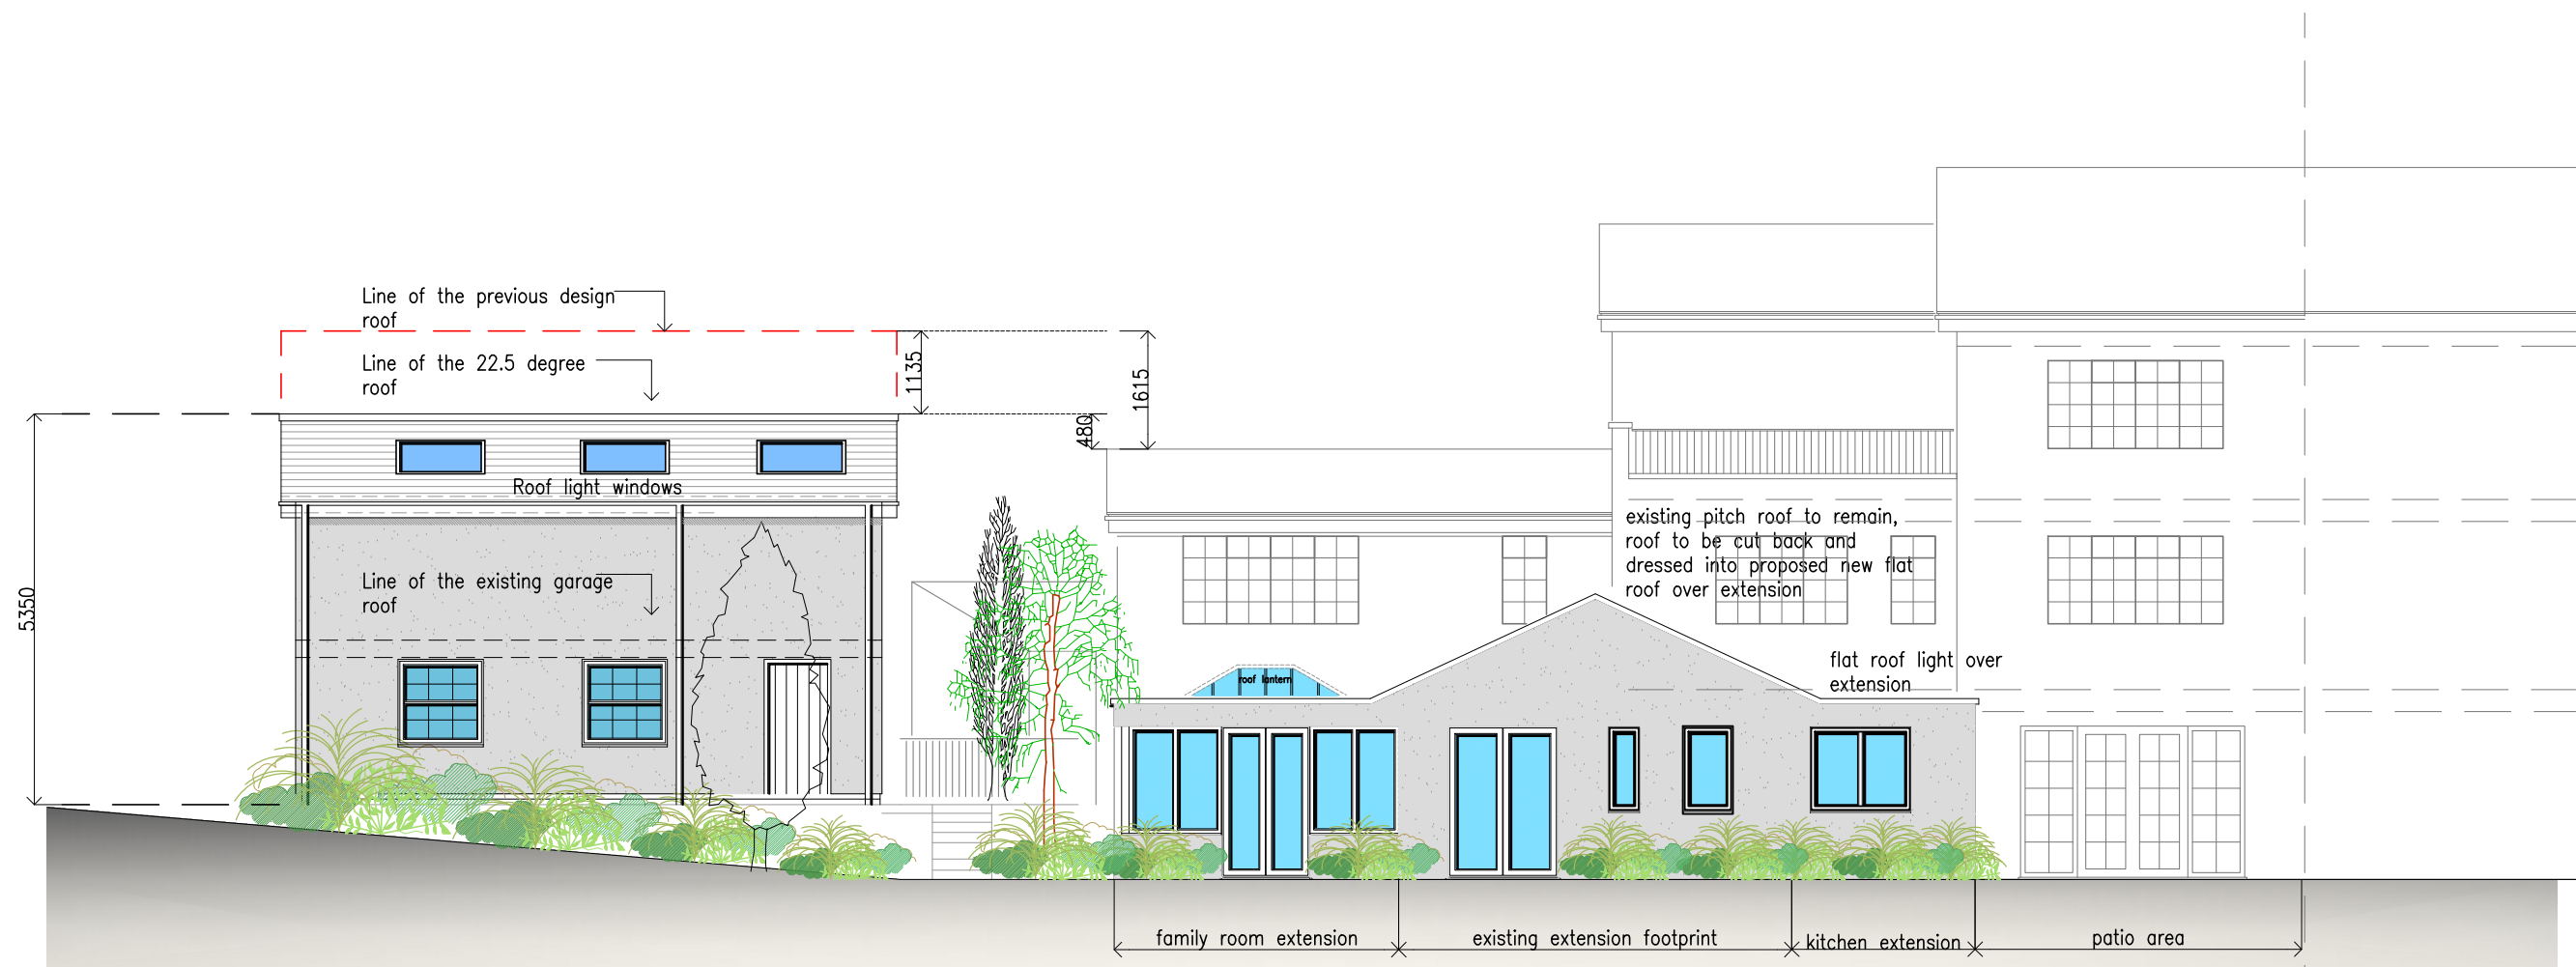 Line of the previous design
roof
Line of the 22.5 degree
roof
1135
1615
480
Roof light windows
existing pitch roof to remain,
roof to be cut back and
dressed into proposed new flat
roof over extension
Line of the existing garage
roof
5350
flat roof light over
extension
roof lantern
family room extension
existing extension footprint
kitchen extension
patio area